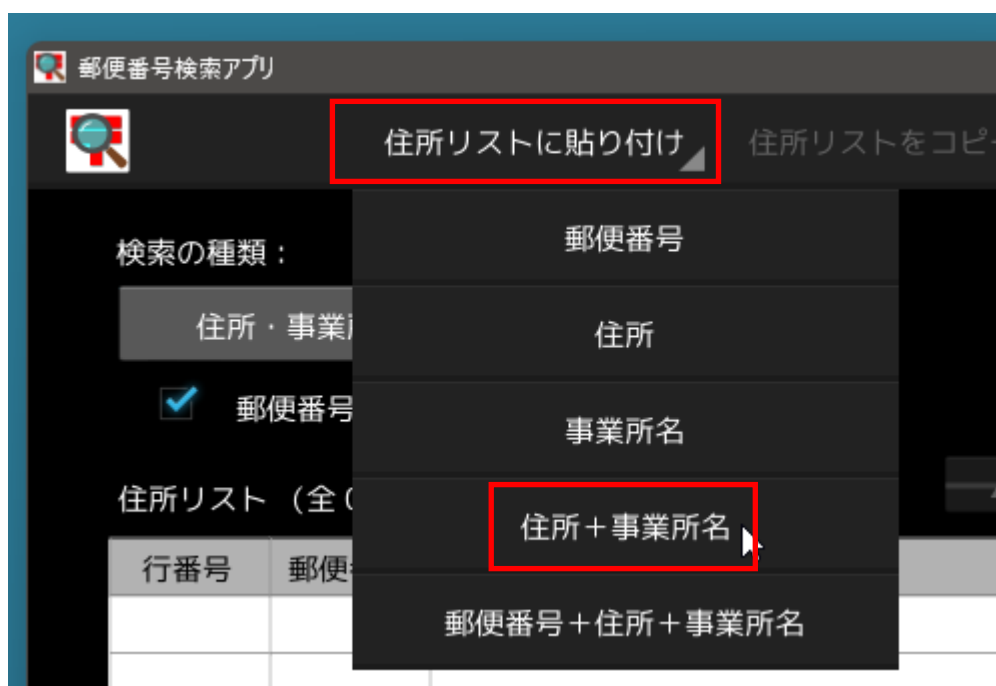 郵便番号検索アプリ
住所リストに貼り付け 住所リストをコピ
郵便番号
検索の種類：
住所・事業
住所
郵便番号
事業所名
住所リスト （全
住所＋事業所名
行番号 郵便
郵便番号＋住所＋事業所名